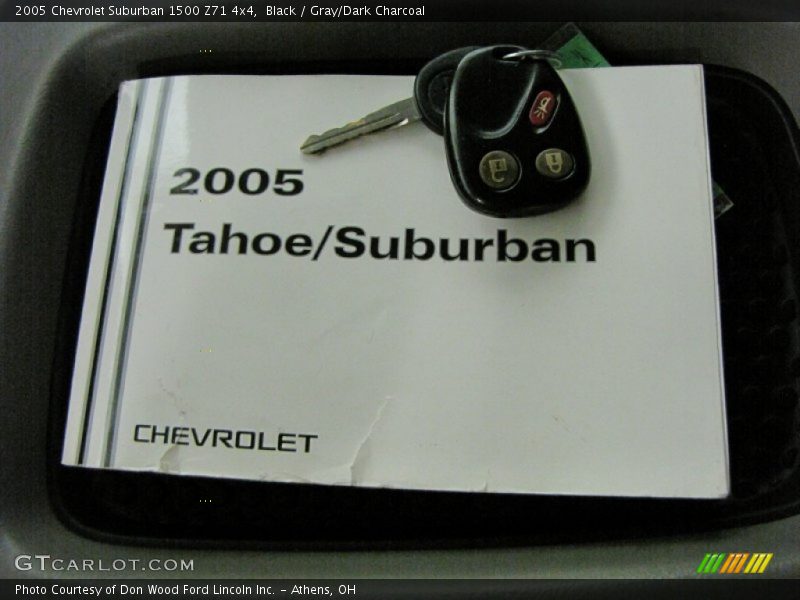 2005 Chevrolet Suburban 1500 Z71 4x4, Black / Gray/Dark Charcoal
2005
Tahoe/Suburban
CHEVROLET
GTCARLOT.COM
Photo Courtesy of Don Wood Ford Lincoln Inc. - Athens, OH